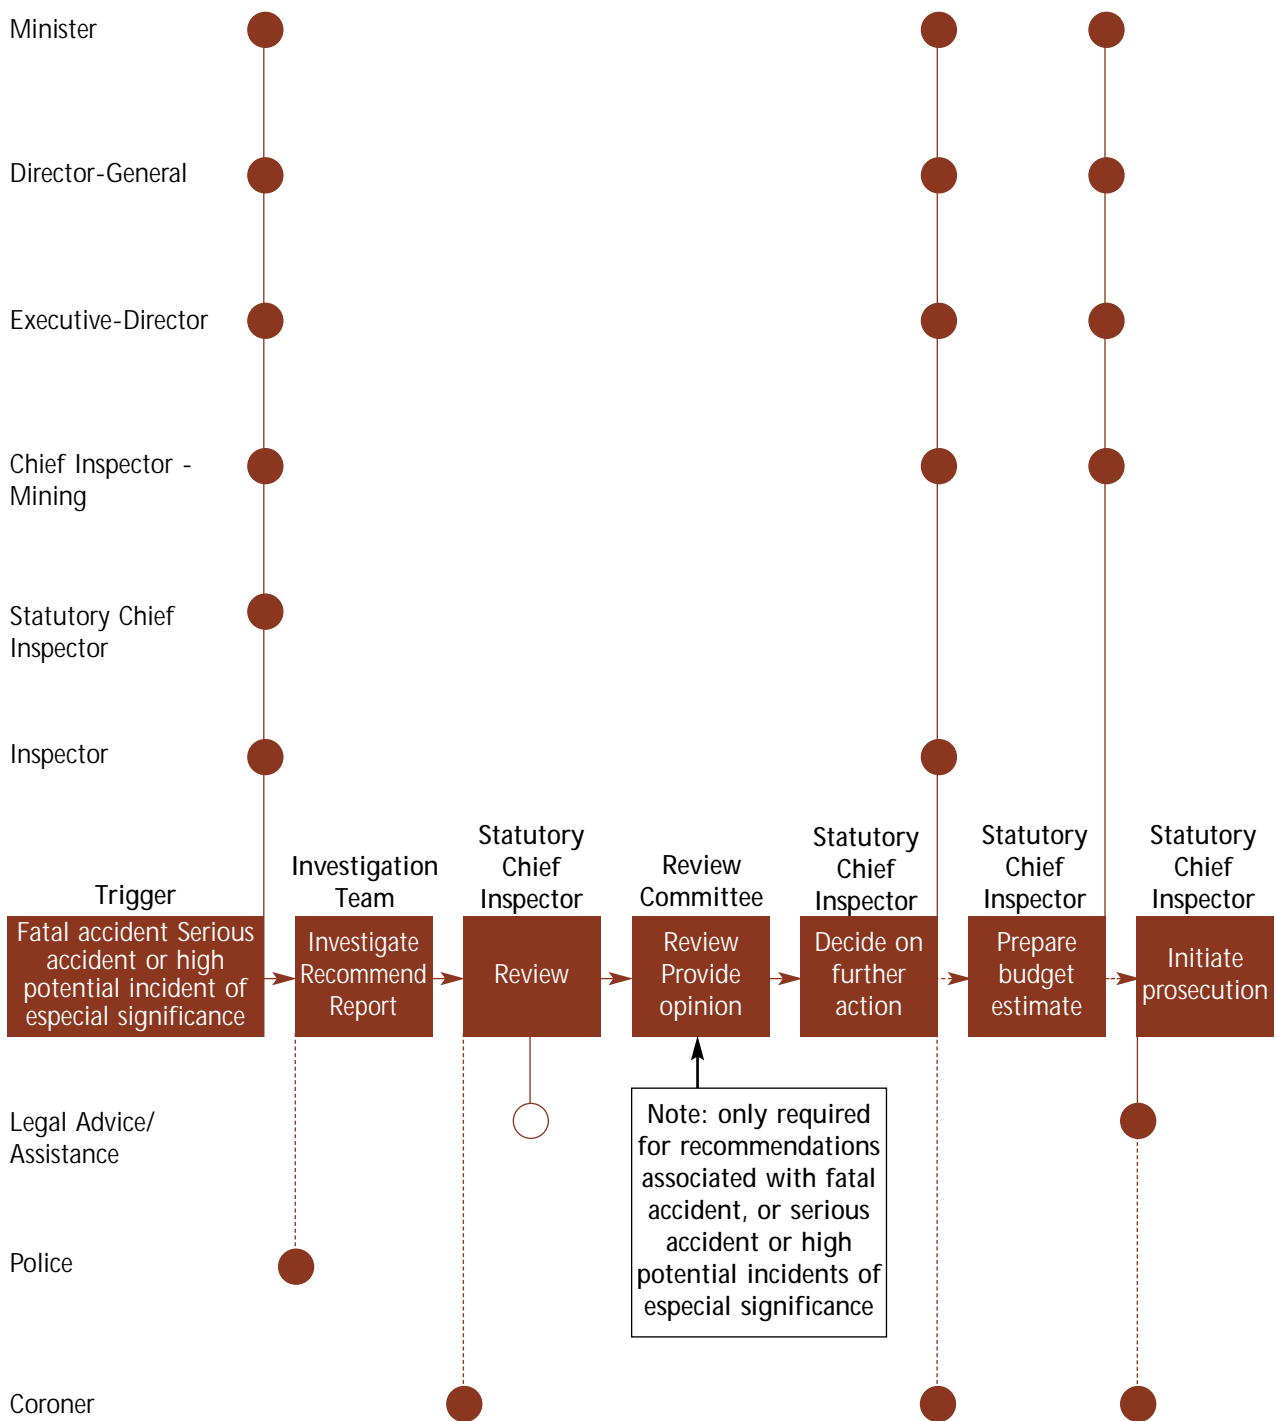 Minister
Director-General
Executive-Director
Chief Inspector -
Mining
Statutory Chief
Inspector
Inspector
Trigger
Fatal accident Serious
accident or high
potential incident of
especial significance
Investigation
Team
Investigate
Recommend
Report
Statutory
Chief
Inspector
Review
Review
Committee
Review
Provide
opinion
Statutory
Chief
Inspector
Decide on
further
action
Statutory
Chief
Inspector
Prepare
budget
estimate
Statutory
Chief
Inspector
Initiate
prosecution
Legal Advice/
Assistance
Note: only required
for recommendations
associated with fatal
accident, or serious
accident or high
potential incidents of
especial significance
Police
Coroner